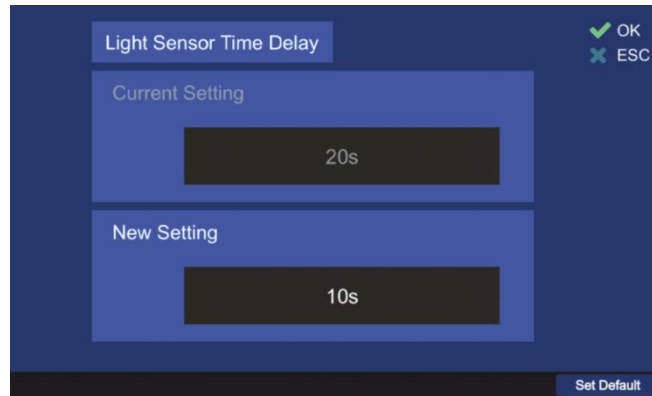 Light Sensor Time Delay
OK
ESC
Current Setting
20s
New Setting
10s
Set Default